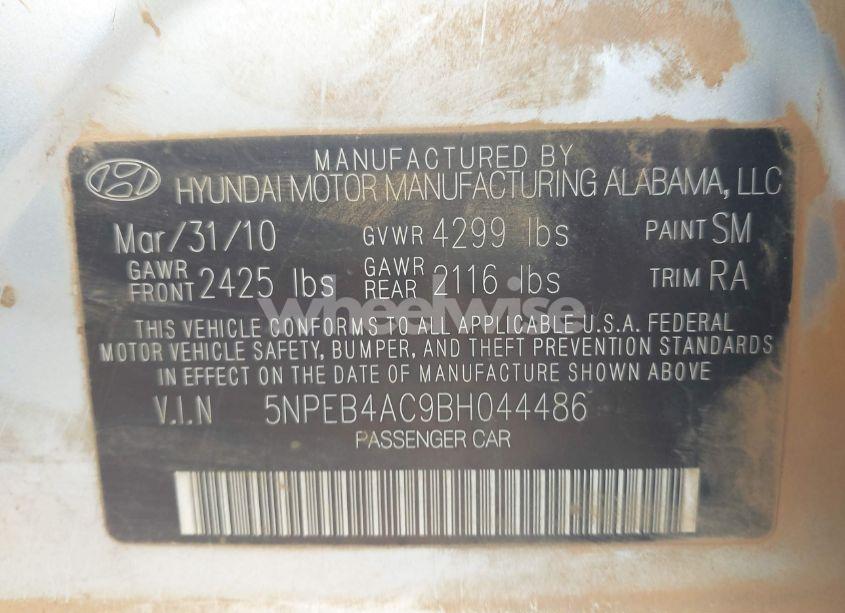 MANUFACTURED BY
HYUNDAI MOTOR MANUFACTURING ALABAMA, LLC
Mar/31/10 GVWR 4299 lbs PAINT SM
GAWR FRONT 2425 lbs GAWR REAR 2116 lbs TRIM RA
wheelwise
THIS VEHICLE CONFORMS TO ALL APPLICABLE U.S.A. FEDERAL
MOTOR VEHICLE SAFETY, BUMPER, AND THEFT PREVENTION STANDARDS
IN EFFECT ON THE DATE OF MANUFACTURE SHOWN ABOVE
V.I.N 5NPEB4AC9BH044486
PASSENGER CAR